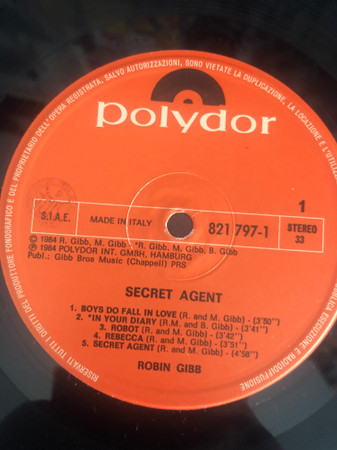 RISERVATI TUTTI I DIRITTI DEL PRODUTTORE FONOGRAFICO E DEL PROPRIETARIO DELL'OPERA REGISTRATA. SALVO AUTORIZZAZIONI, SONO VIETATE LA DUPLICAZIONE, LA LOCAZIONE E L'UTILIZZAZIONE ESECUZIONE E RADIODIFFUSIONE
polydor
S.I.A.E.
MADE IN ITALY
821 797-1
1
STEREO
33
℗ 1984 R. Gibb, M. Gibb *R. Gibb, M. Gibb, B. Gibb
© 1984 POLYDOR INT. GMBH, HAMBURG
Publ.: Gibb Bros Music (Chappell) PRS
SECRET AGENT
1. BOYS DO FALL IN LOVE (R. and M. Gibb) - (3'50")
2. *IN YOUR DIARY (R.M. and B. Gibb) - (3'41")
3. ROBOT (R. and M. Gibb) - (3'42")
4. REBECCA (R. and M. Gibb) - (3'51")
5. SECRET AGENT (R. and M. Gibb) - (4'58")
ROBIN GIBB